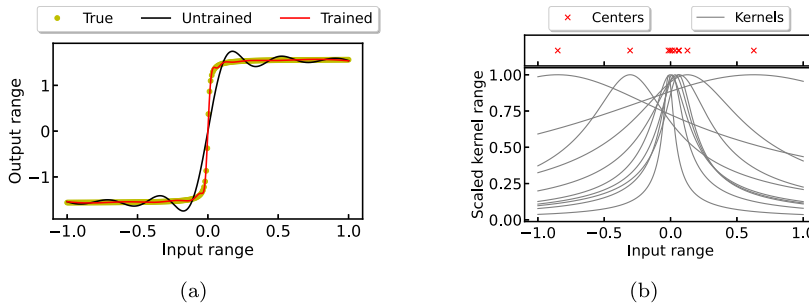 True Untrained Trained
1
0
−1
Output range
−1.0 −0.5 0.0 0.5 1.0
Input range
(a)
Centers Kernels
1.00
0.75
0.50
0.25
0.00
Scaled kernel range
−1.0 −0.5 0.0 0.5 1.0
Input range
(b)